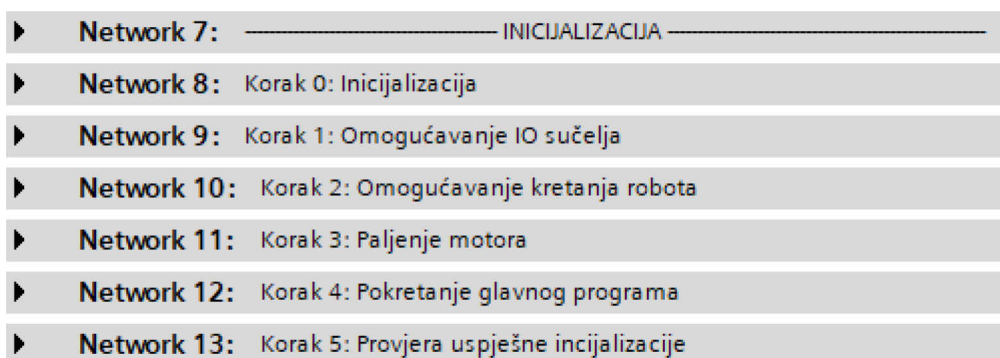 Network 7: ---------------------------------------- INICIJALIZACIJA --------------------------------------------------
Network 8: Korak 0: Inicijalizacija
Network 9: Korak 1: Omogućavanje IO sučelja
Network 10: Korak 2: Omogućavanje kretanja robota
Network 11: Korak 3: Paljenje motora
Network 12: Korak 4: Pokretanje glavnog programa
Network 13: Korak 5: Provjera uspješne incijalizacije